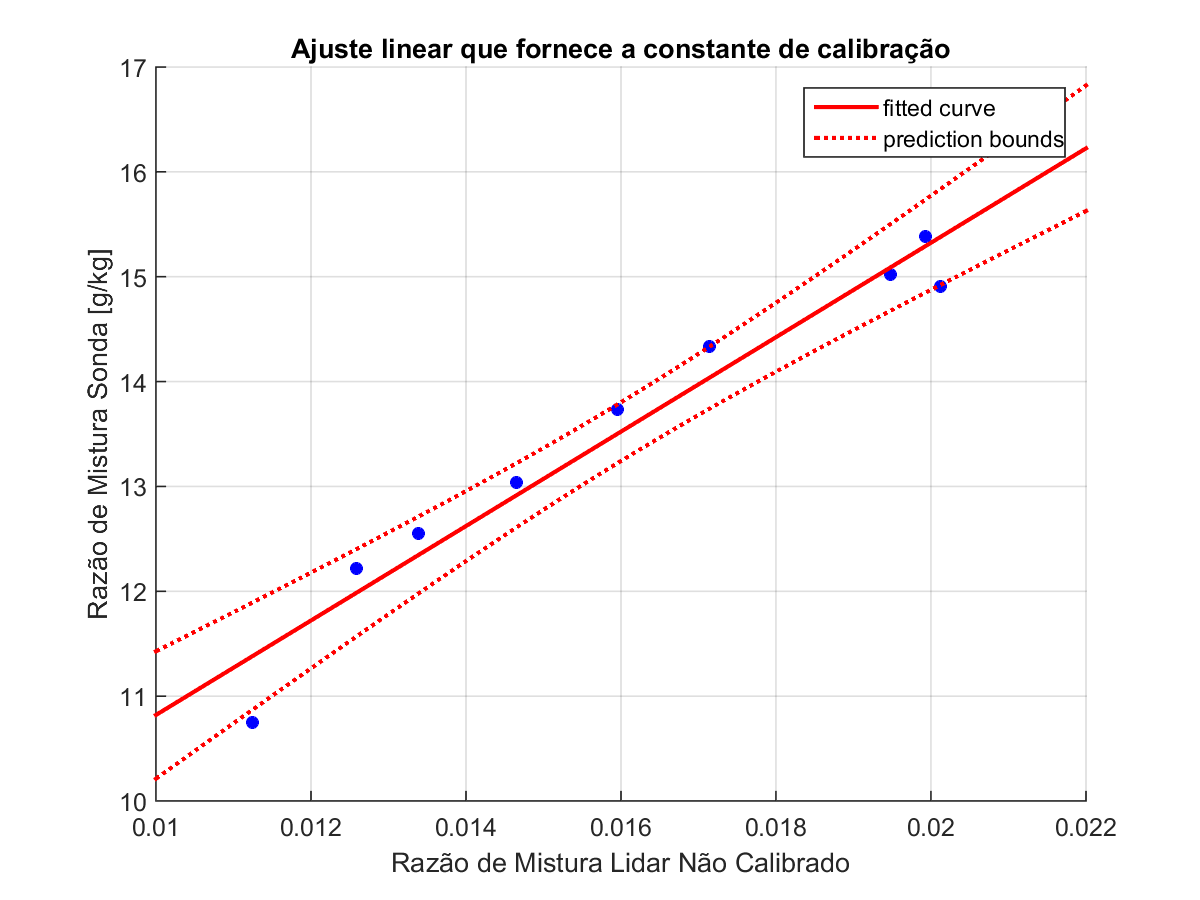 Ajuste linear que fornece a constante de calibração
fitted curve
prediction bounds
17
16
15
14
13
12
11
10
Razão de Mistura Sonda [g/kg]
0.01 0.012 0.014 0.016 0.018 0.02 0.022
Razão de Mistura Lidar Não Calibrado